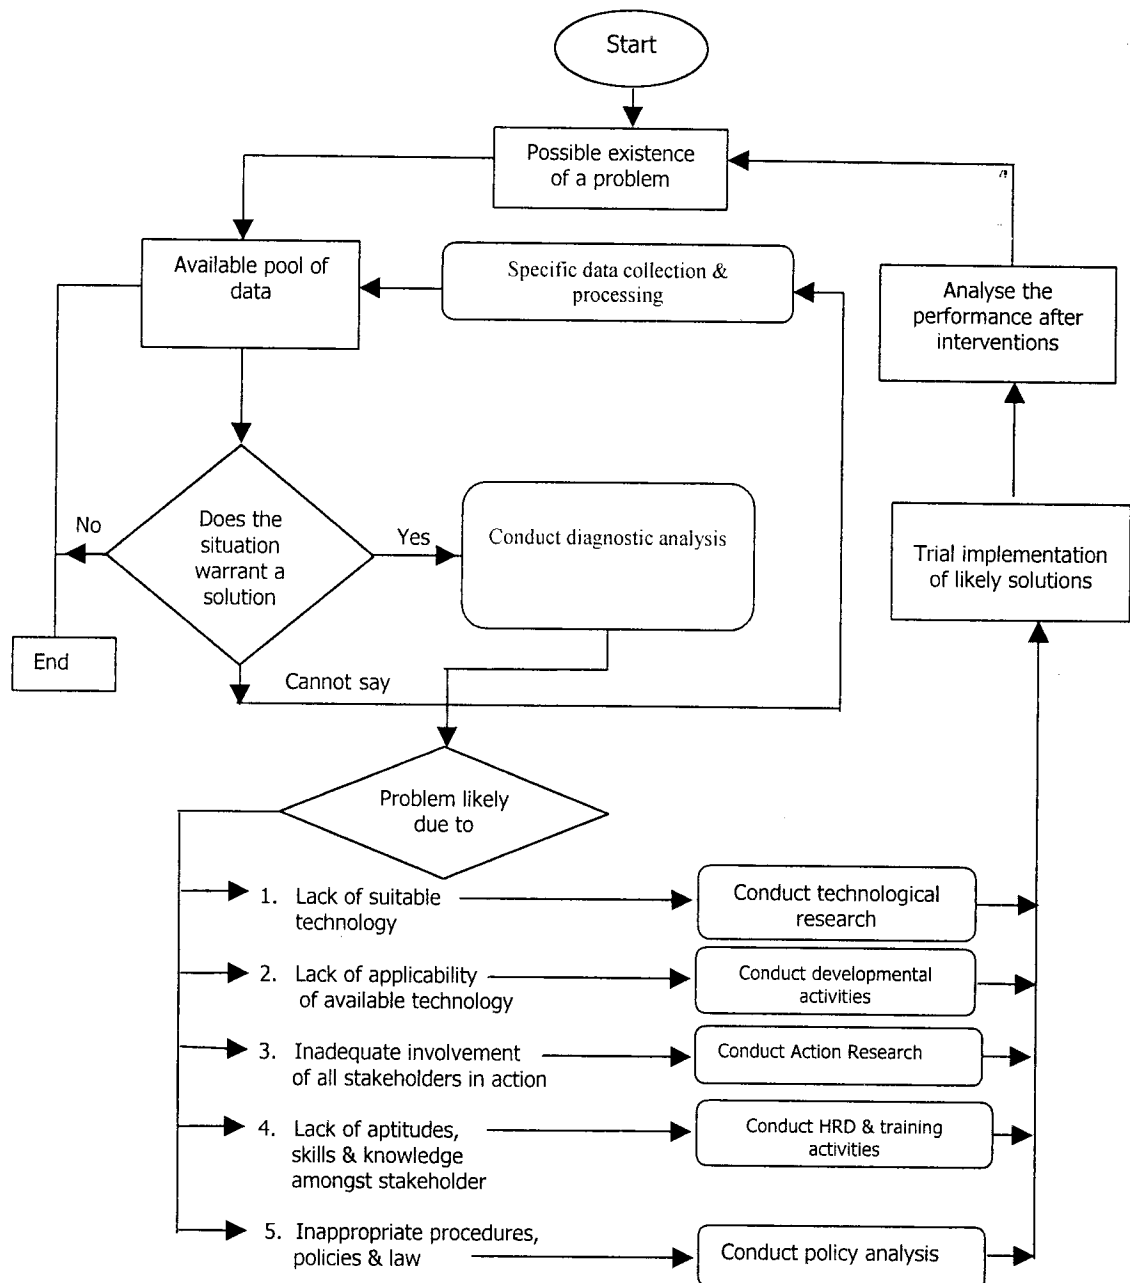 Start
Possible existence
of a problem
Available pool of
data
Specific data collection &
processing
Analyse the
performance after
interventions
No
Does the
situation
warrant a
solution
Yes
Conduct diagnostic analysis
Trial implementation
of likely solutions
End
Cannot say
Problem likely
due to
1. Lack of suitable
technology
Conduct technological
research
2. Lack of applicability
of available technology
Conduct developmental
activities
3. Inadequate involvement
of all stakeholders in action
Conduct Action Research
4. Lack of aptitudes,
skills & knowledge
amongst stakeholder
Conduct HRD & training
activities
5. Inappropriate procedures,
policies & law
Conduct policy analysis